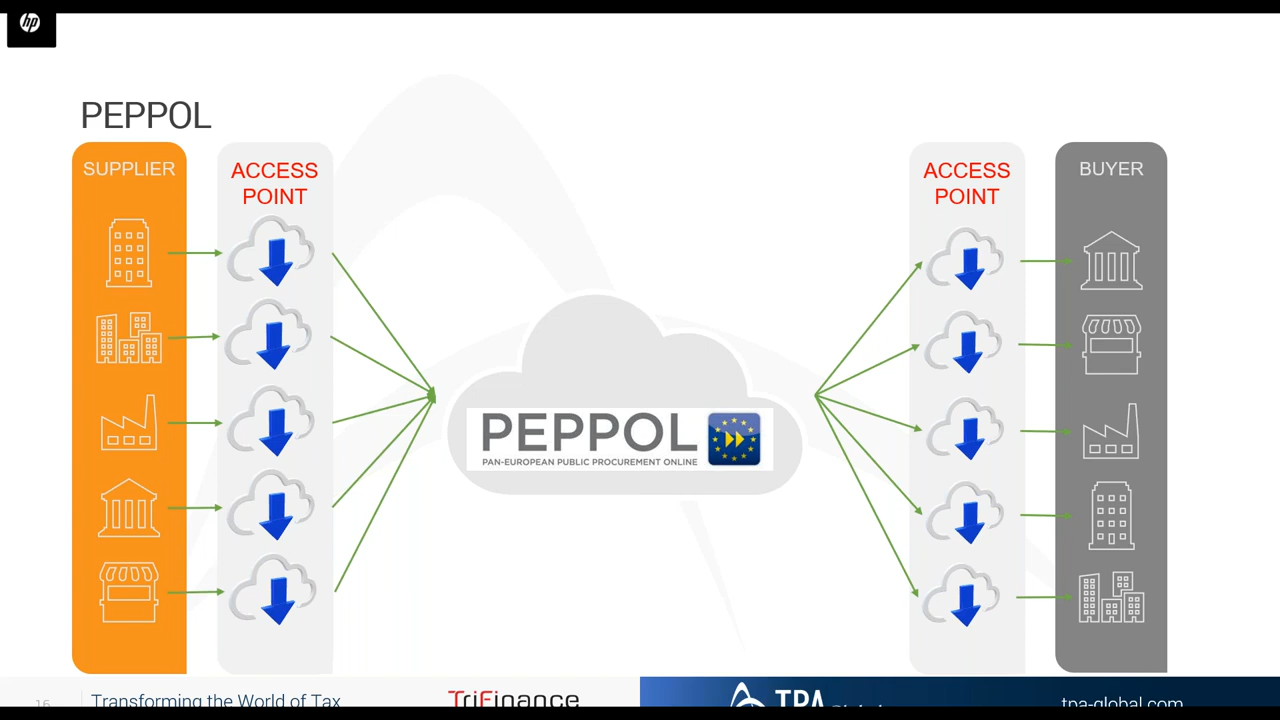 hp
PEPPOL
SUPPLIER
ACCESS
POINT
ACCESS
POINT
BUYER
PEPPOL
PAN-EUROPEAN PUBLIC PROCUREMENT ONLINE
Transforming the World of Tax
TriFinance
TPA
tpa-global.com